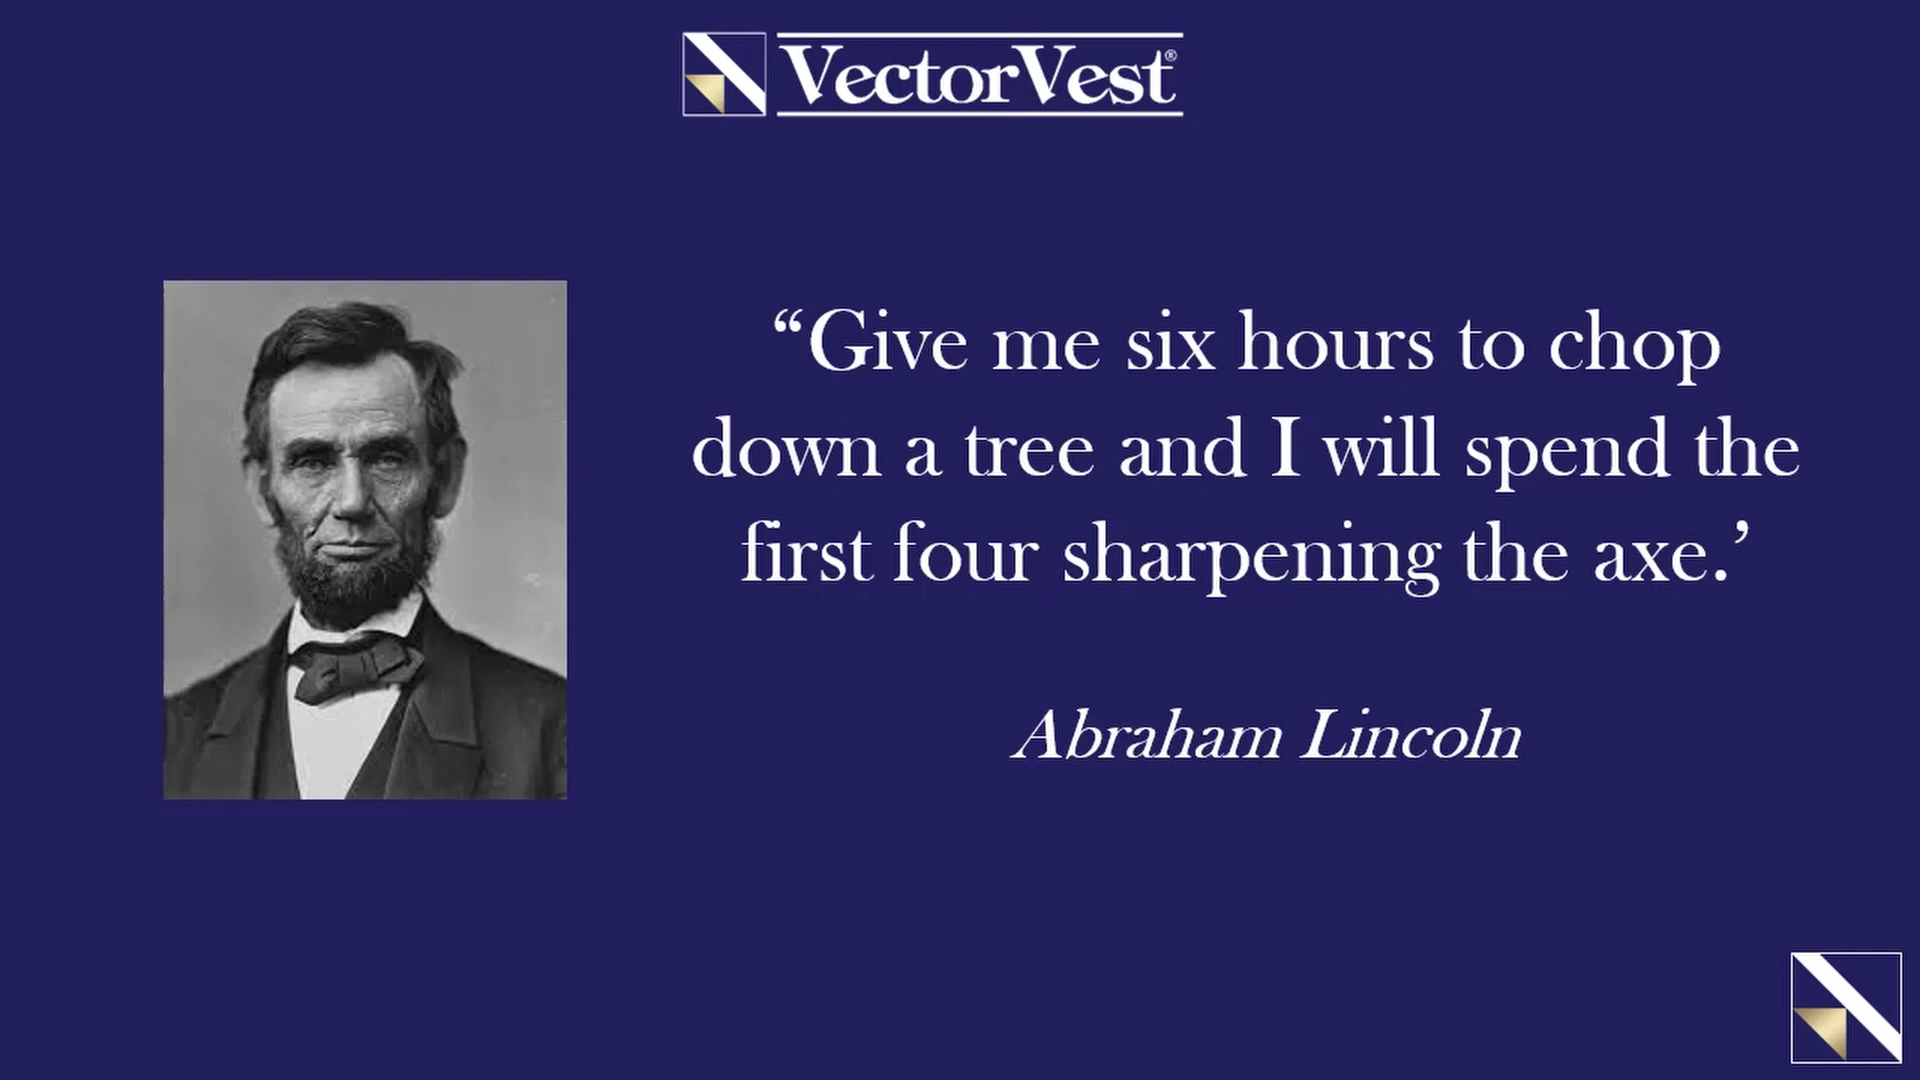 VectorVest®
“Give me six hours to chop
down a tree and I will spend the
first four sharpening the axe.’
Abraham Lincoln